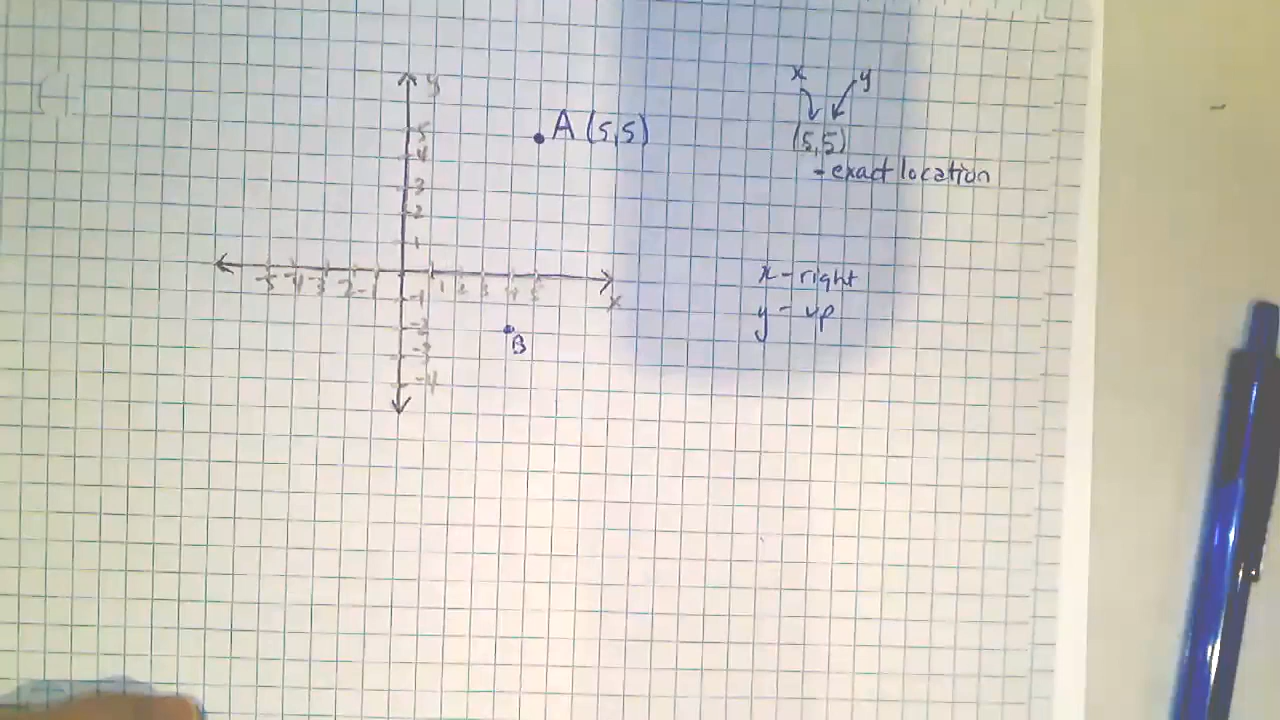 y
A (5,5)
5
4
3
2
1
-5 -4 -3 -2 -1 1 2 3 4 5
x
-1
-2
-3
-4
B
x y
(5,5)
- exact location
x - right
y - up